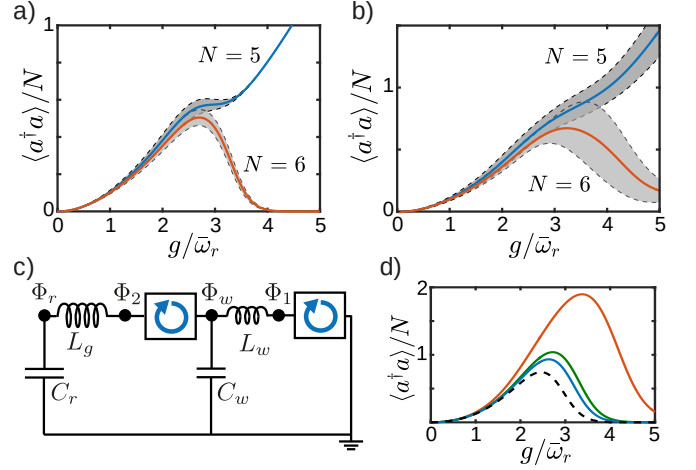 a)
1
⟨a†a⟩/N
0
N = 5
N = 6
0 1 2 3 4 5
g/ω̄r
b)
1
⟨a†a⟩/N
0
N = 5
N = 6
0 1 2 3 4 5
g/ω̄r
c)
Φr Φ2 Φw Φ1
Lg Lw
Cr Cw
d)
2
1
0
⟨a†a⟩/N
0 1 2 3 4 5
g/ω̄r